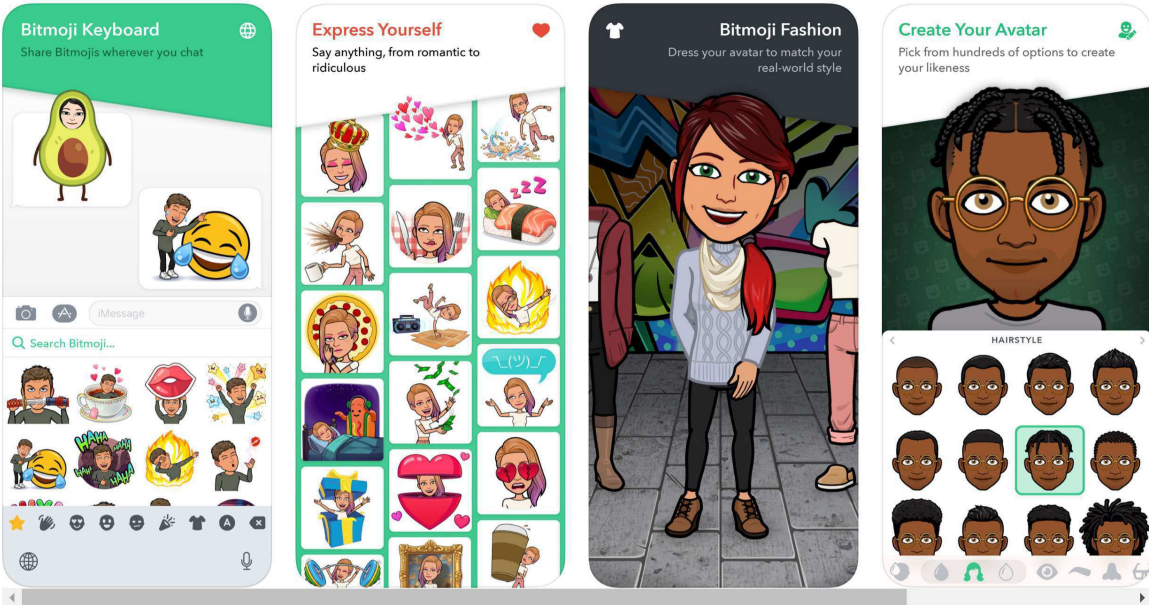 Bitmoji Keyboard
Share Bitmojis wherever you chat
iMessage
Search Bitmoji...
HAHA
HAHA
HAHA
A
Express Yourself
Say anything, from romantic to
ridiculous
zzZ
¯\_(ツ)_/¯
Bitmoji Fashion
Dress your avatar to match your
real-world style
Create Your Avatar
Pick from hundreds of options to create
your likeness
HAIRSTYLE